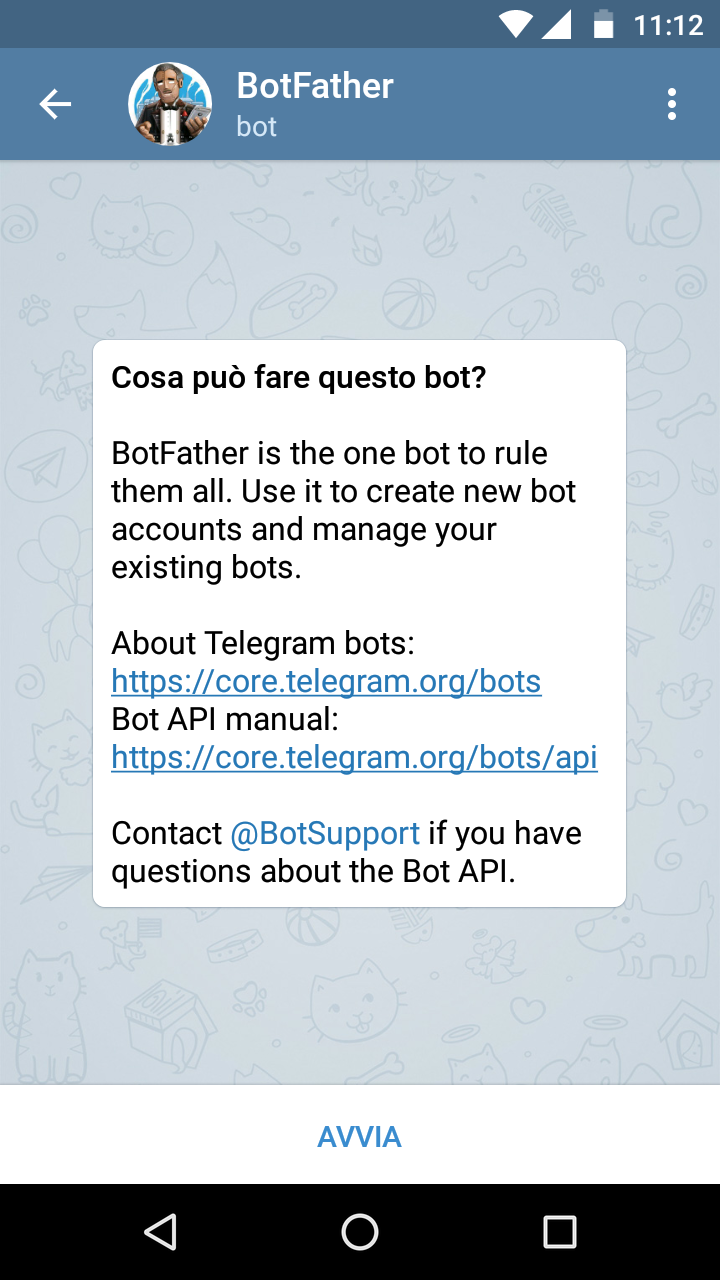 11:12
BotFather
bot
Cosa può fare questo bot?
BotFather is the one bot to rule
them all. Use it to create new bot
accounts and manage your
existing bots.
About Telegram bots:
https://core.telegram.org/bots
Bot API manual:
https://core.telegram.org/bots/api
Contact @BotSupport if you have
questions about the Bot API.
AVVIA